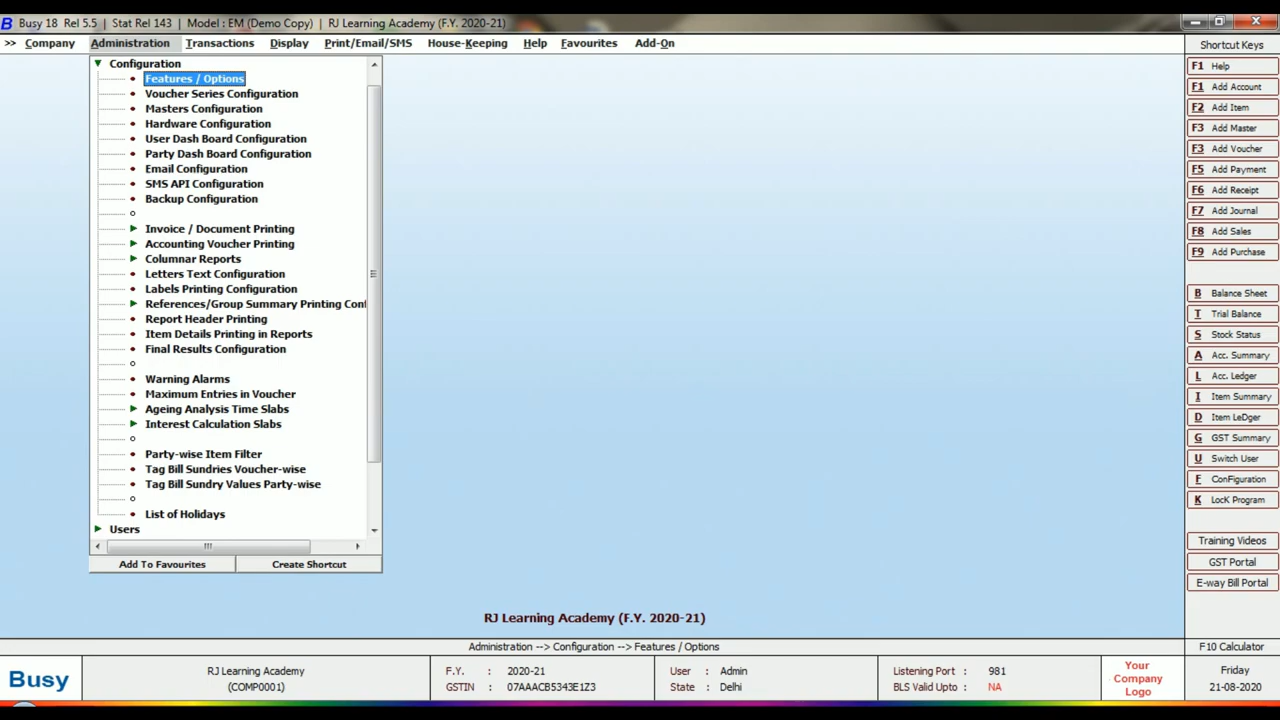 B Busy 18 Rel 5.5 | Stat Rel 143 | Model : EM (Demo Copy) | RJ Learning Academy (F.Y. 2020-21)
>> Company Administration Transactions Display Print/Email/SMS House-Keeping Help Favourites Add-On
Configuration
Features / Options
Voucher Series Configuration
Masters Configuration
Hardware Configuration
User Dash Board Configuration
Party Dash Board Configuration
Email Configuration
SMS API Configuration
Backup Configuration
Invoice / Document Printing
Accounting Voucher Printing
Columnar Reports
Letters Text Configuration
Labels Printing Configuration
References/Group Summary Printing Conf
Report Header Printing
Item Details Printing in Reports
Final Results Configuration
Warning Alarms
Maximum Entries in Voucher
Ageing Analysis Time Slabs
Interest Calculation Slabs
Party-wise Item Filter
Tag Bill Sundries Voucher-wise
Tag Bill Sundry Values Party-wise
List of Holidays
Users
Add To Favourites Create Shortcut
Shortcut Keys
F1 Help
F1 Add Account
F2 Add Item
F3 Add Master
F3 Add Voucher
F5 Add Payment
F6 Add Receipt
F7 Add Journal
F8 Add Sales
F9 Add Purchase
B Balance Sheet
T Trial Balance
S Stock Status
A Acc. Summary
L Acc. Ledger
I Item Summary
D Item LeDger
G GST Summary
U Switch User
F ConFiguration
K LocK Program
Training Videos
GST Portal
E-way Bill Portal
RJ Learning Academy (F.Y. 2020-21)
Administration --> Configuration --> Features / Options
F10 Calculator
Busy
RJ Learning Academy
(COMP0001)
F.Y. : 2020-21
GSTIN : 07AAACB5343E1Z3
User : Admin
State : Delhi
Listening Port : 981
BLS Valid Upto : NA
Your
Company
Logo
Friday
21-08-2020